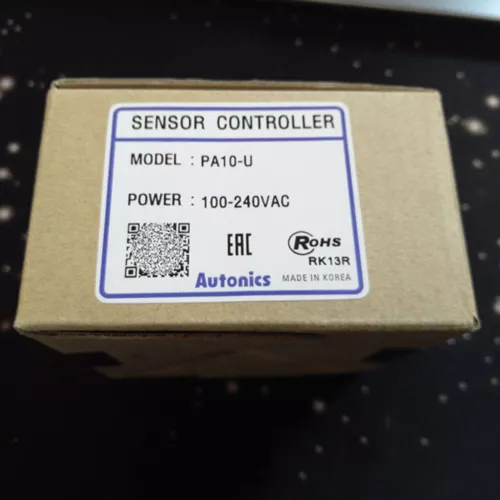 SENSOR CONTROLLER
MODEL : PA10-U
POWER : 100-240VAC
EAC
RoHS
RK13R
Autonics
MADE IN KOREA